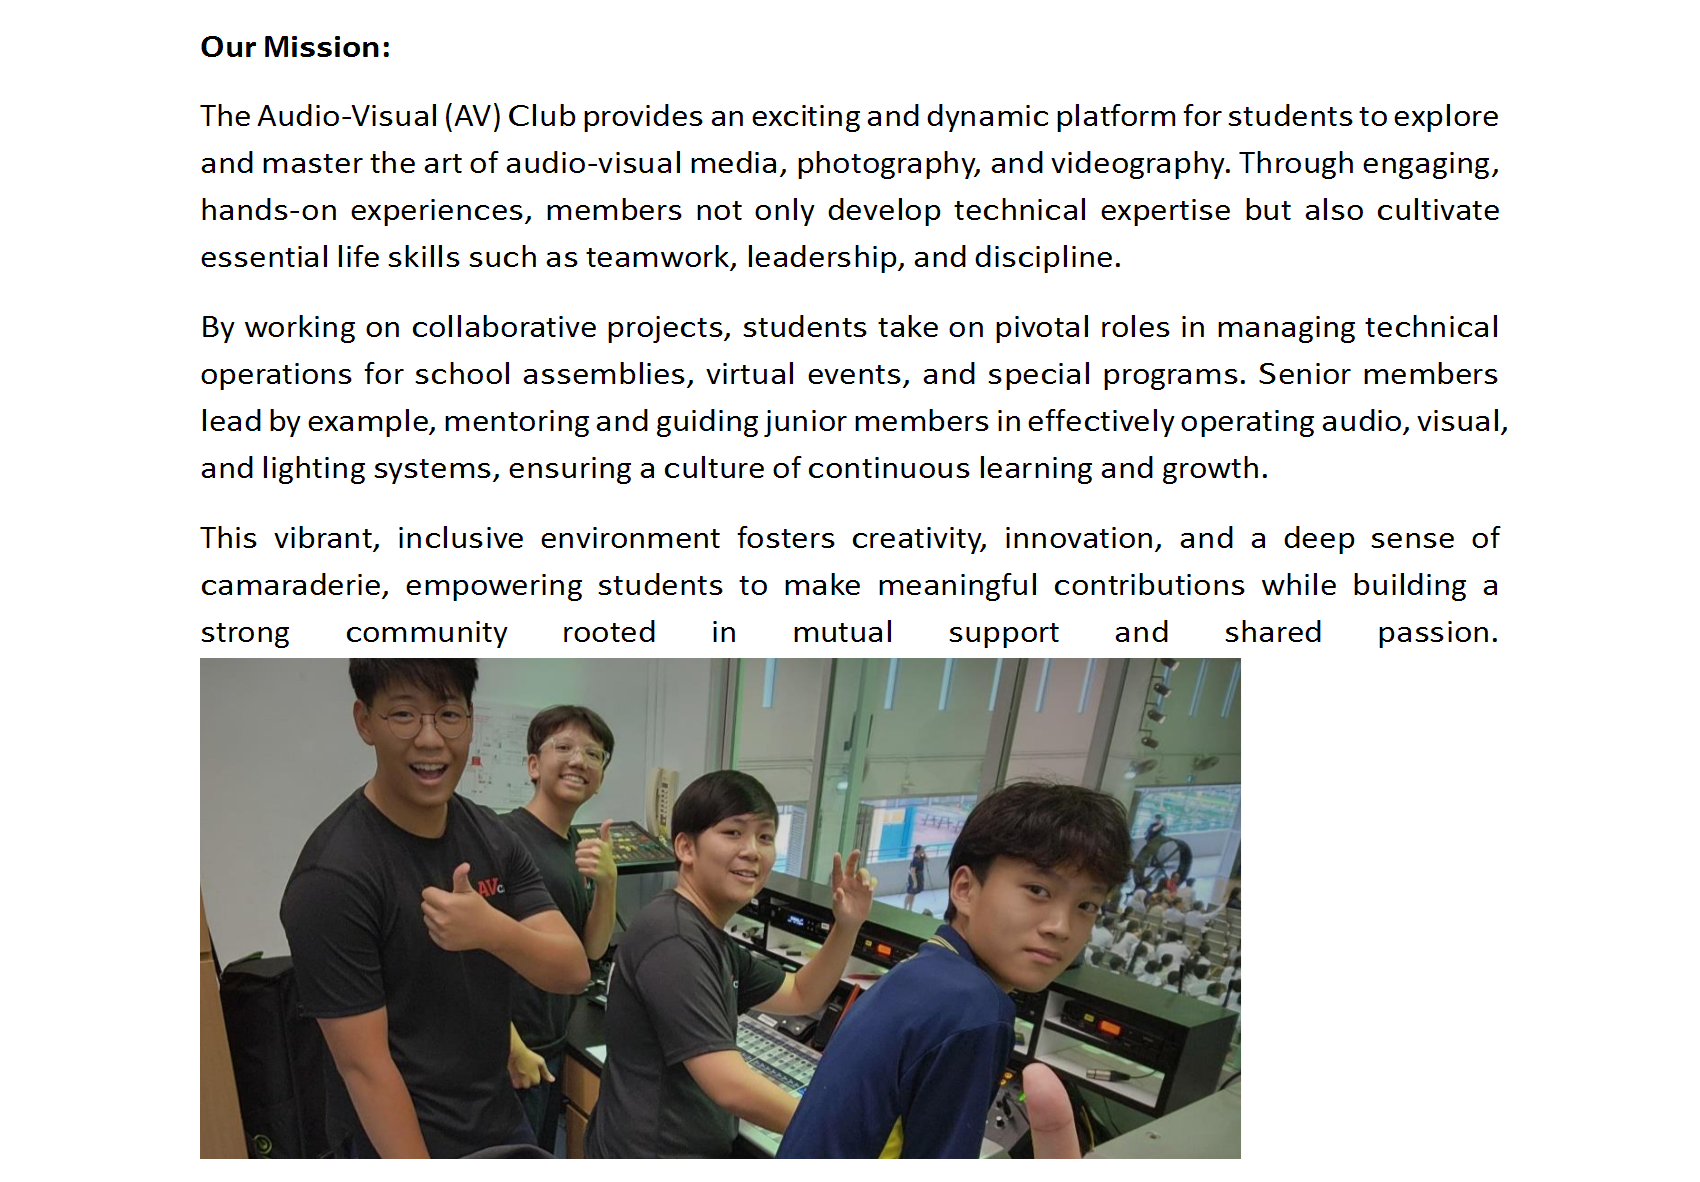 Our Mission:
The Audio-Visual (AV) Club provides an exciting and dynamic platform for students to explore
and master the art of audio-visual media, photography, and videography. Through engaging,
hands-on experiences, members not only develop technical expertise but also cultivate
essential life skills such as teamwork, leadership, and discipline.
By working on collaborative projects, students take on pivotal roles in managing technical
operations for school assemblies, virtual events, and special programs. Senior members
lead by example, mentoring and guiding junior members in effectively operating audio, visual,
and lighting systems, ensuring a culture of continuous learning and growth.
This vibrant, inclusive environment fosters creativity, innovation, and a deep sense of
camaraderie, empowering students to make meaningful contributions while building a
strong community rooted in mutual support and shared passion.
AV